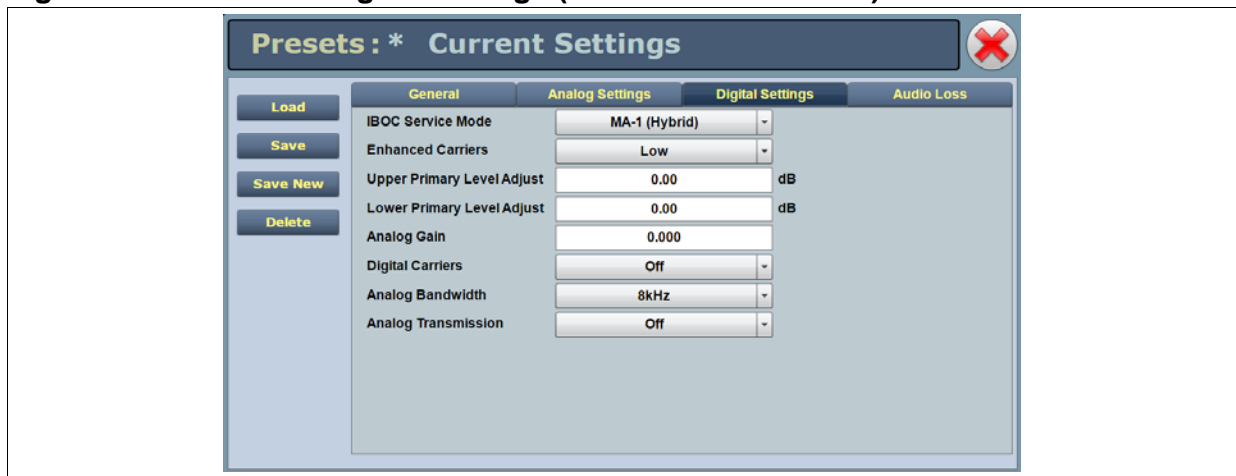 Presets:* Current Settings
Load
Save
Save New
Delete
General Analog Settings Digital Settings Audio Loss
IBOC Service Mode MA-1 (Hybrid)
Enhanced Carriers Low
Upper Primary Level Adjust 0.00 dB
Lower Primary Level Adjust 0.00 dB
Analog Gain 0.000
Digital Carriers Off
Analog Bandwidth 8kHz
Analog Transmission Off